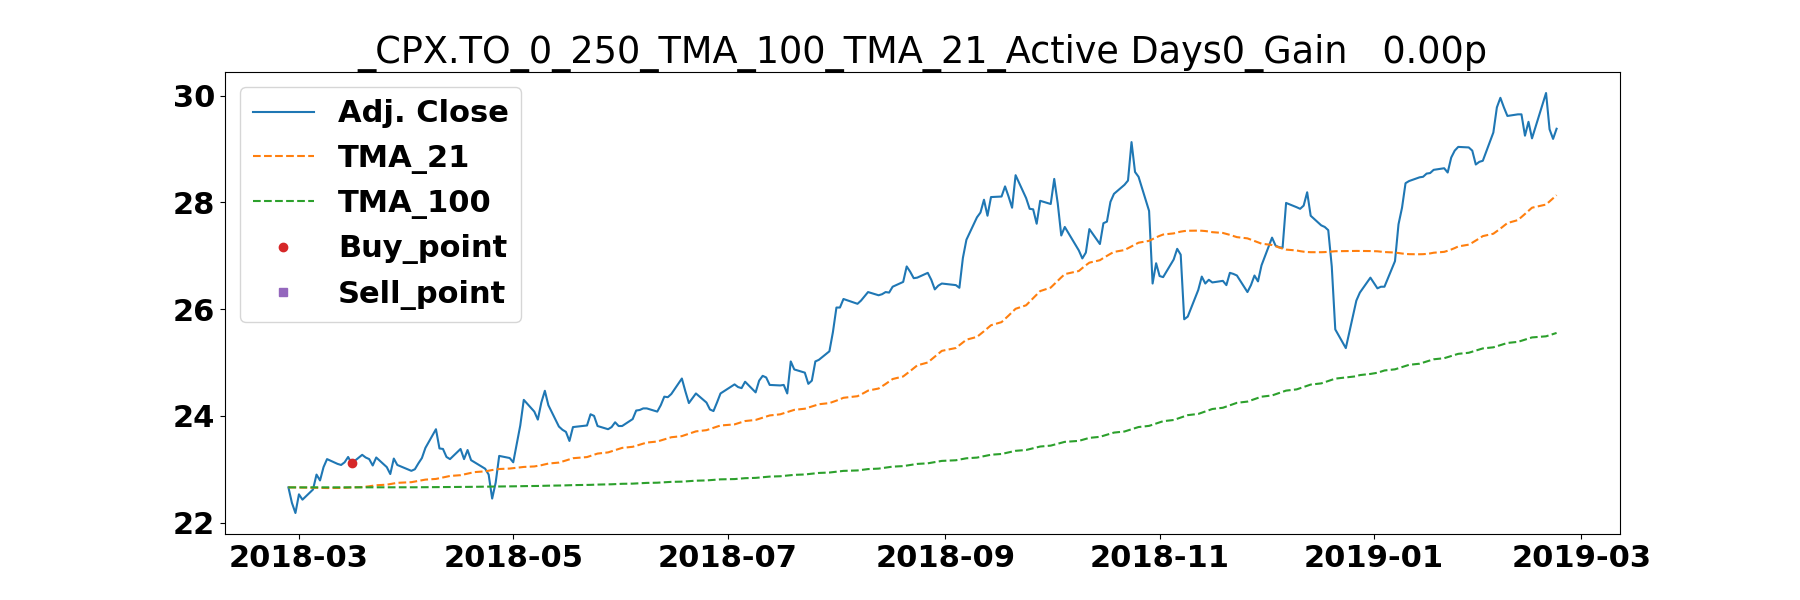 _CPX.TO_0_250_TMA_100_TMA_21_Active Days0_Gain   0.00p
30
28
26
24
22
Adj. Close
TMA_21
TMA_100
Buy_point
Sell_point
2018-03 2018-05 2018-07 2018-09 2018-11 2019-01 2019-03